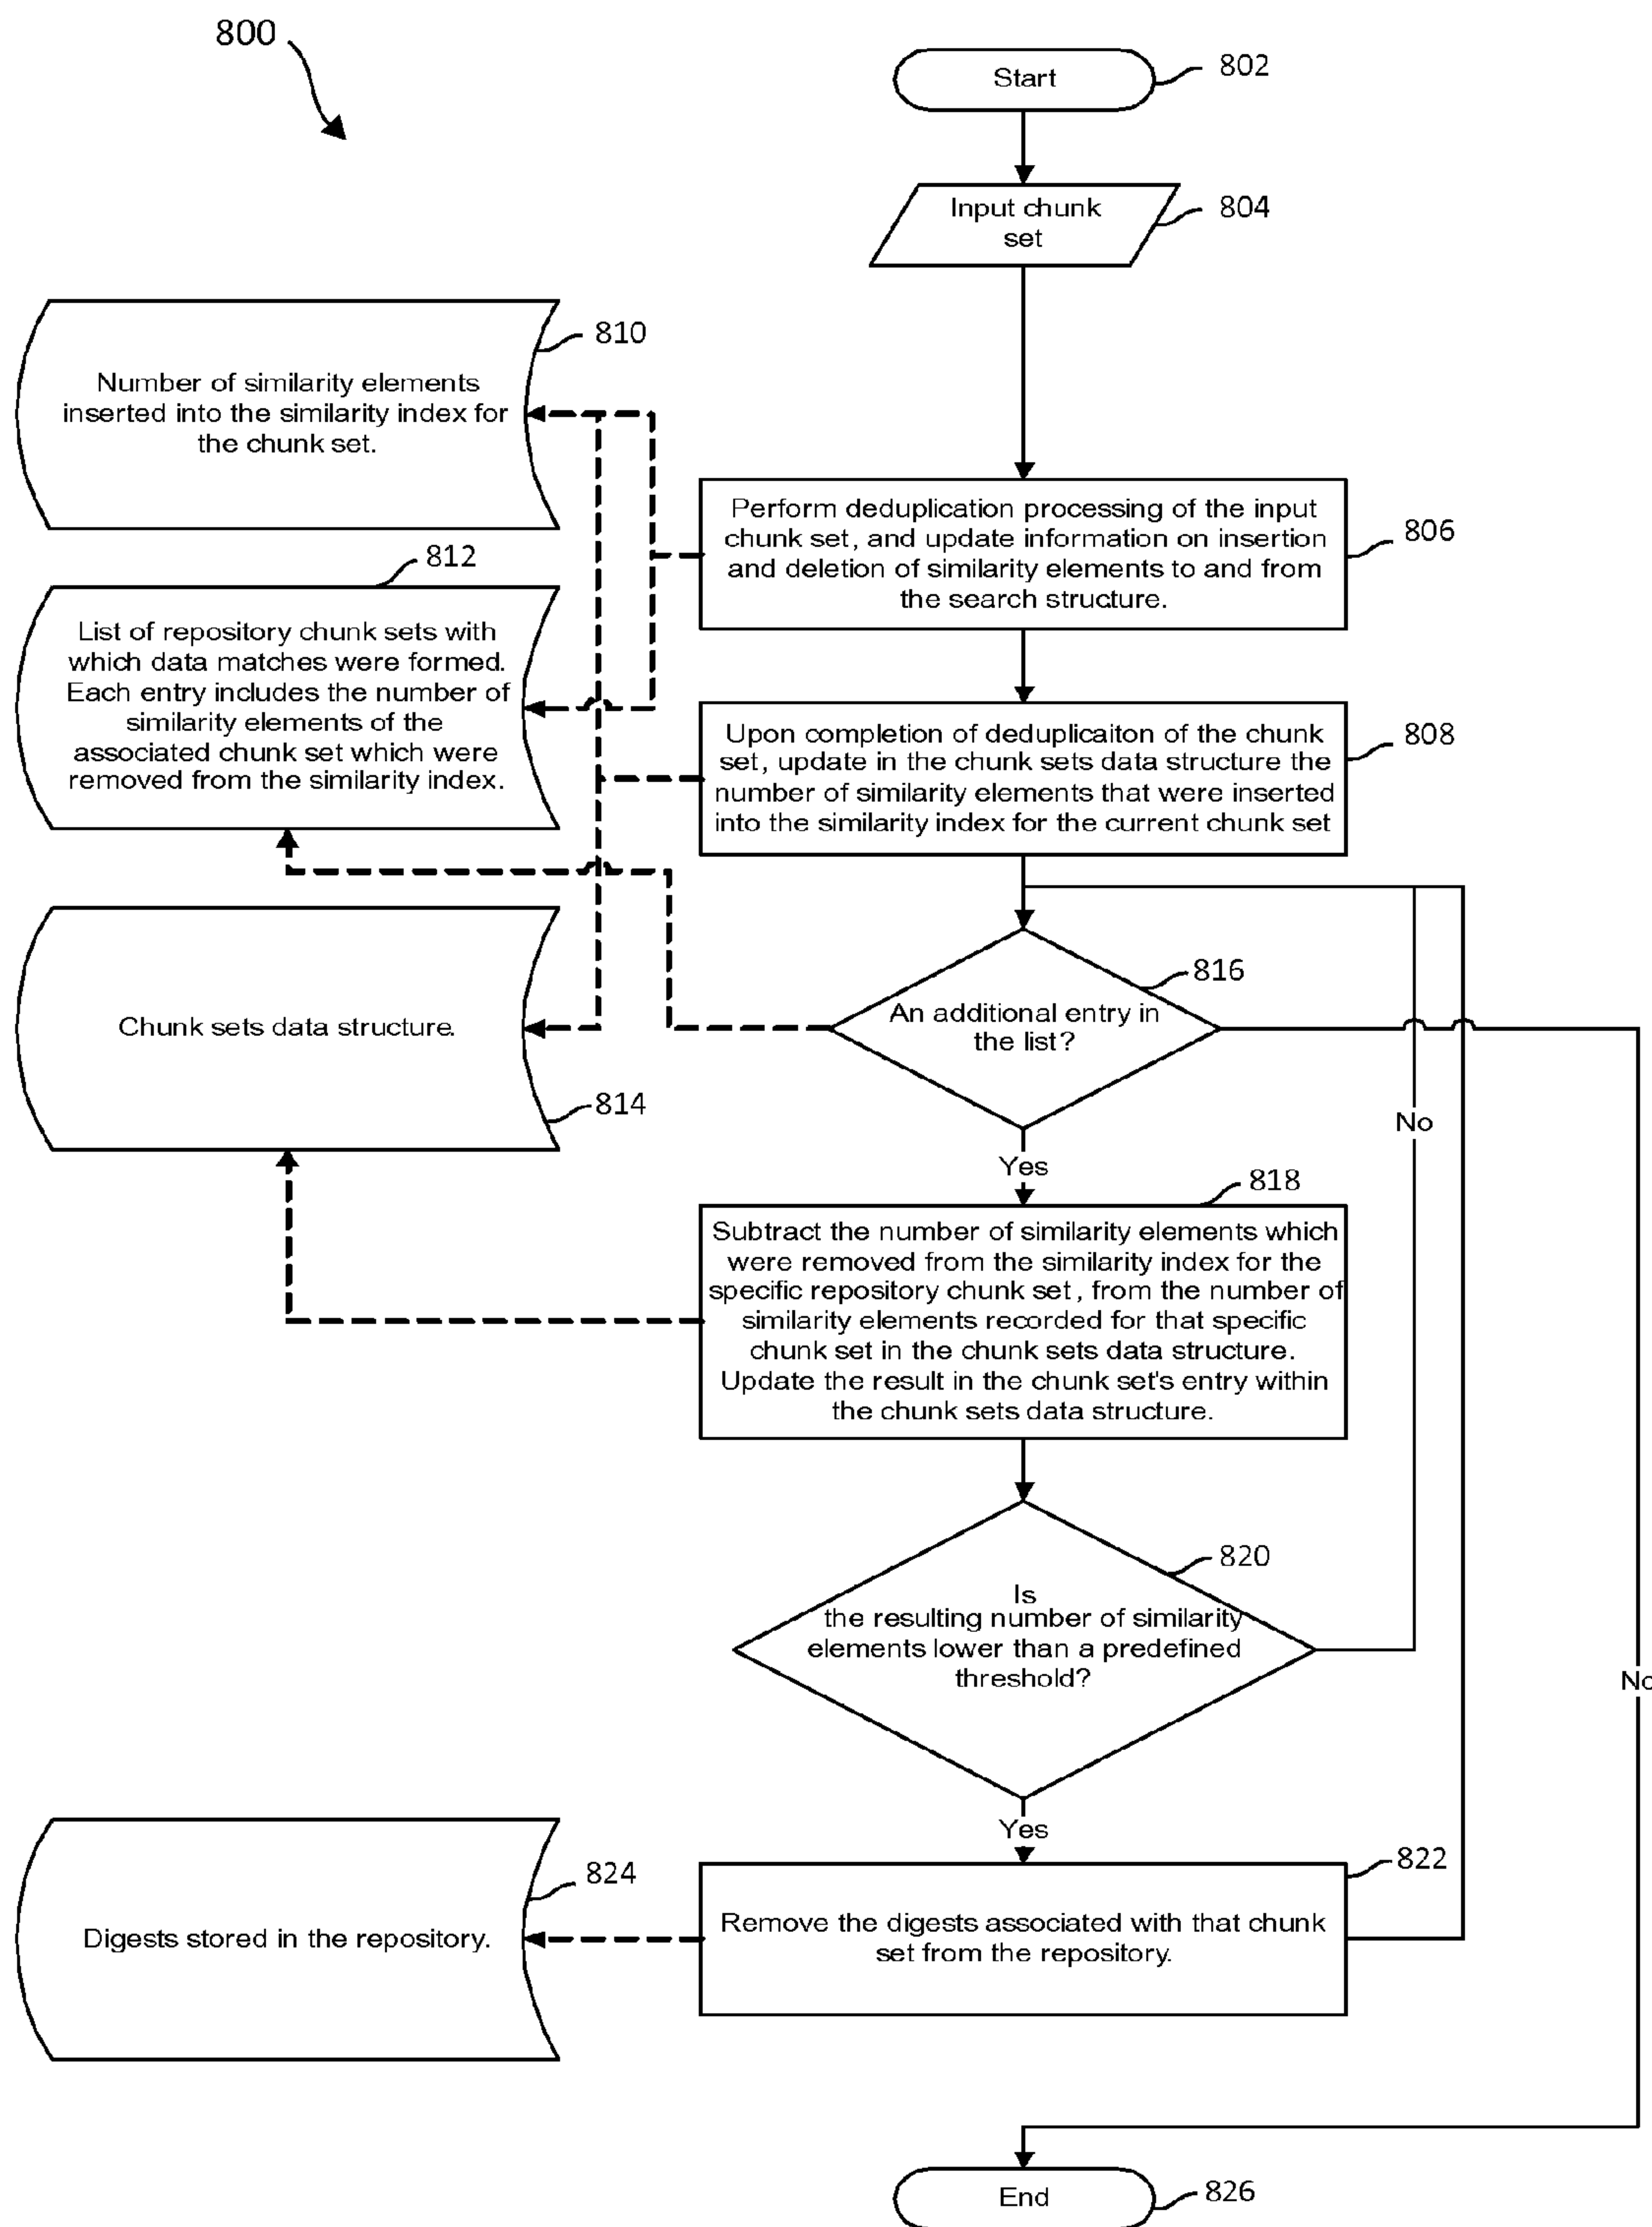 800
Start
802
Input chunk
set
804
810
Number of similarity elements
inserted into the similarity index for
the chunk set.
Perform deduplication processing of the input
chunk set, and update information on insertion
and deletion of similarity elements to and from
the search structure.
806
812
List of repository chunk sets with
which data matches were formed.
Each entry includes the number of
similarity elements of the
associated chunk set which were
removed from the similarity index.
Upon completion of deduplicaiton of the chunk
set, update in the chunk sets data structure the
number of similarity elements that were inserted
into the similarity index for the current chunk set
808
Chunk sets data structure.
814
816
An additional entry in
the list?
No
Yes
818
Subtract the number of similarity elements which
were removed from the similarity index for the
specific repository chunk set, from the number of
similarity elements recorded for that specific
chunk set in the chunk sets data structure.
Update the result in the chunk set's entry within
the chunk sets data structure.
820
Is
the resulting number of similarity
elements lower than a predefined
threshold?
No
Yes
822
824
Digests stored in the repository.
Remove the digests associated with that chunk
set from the repository.
End
826